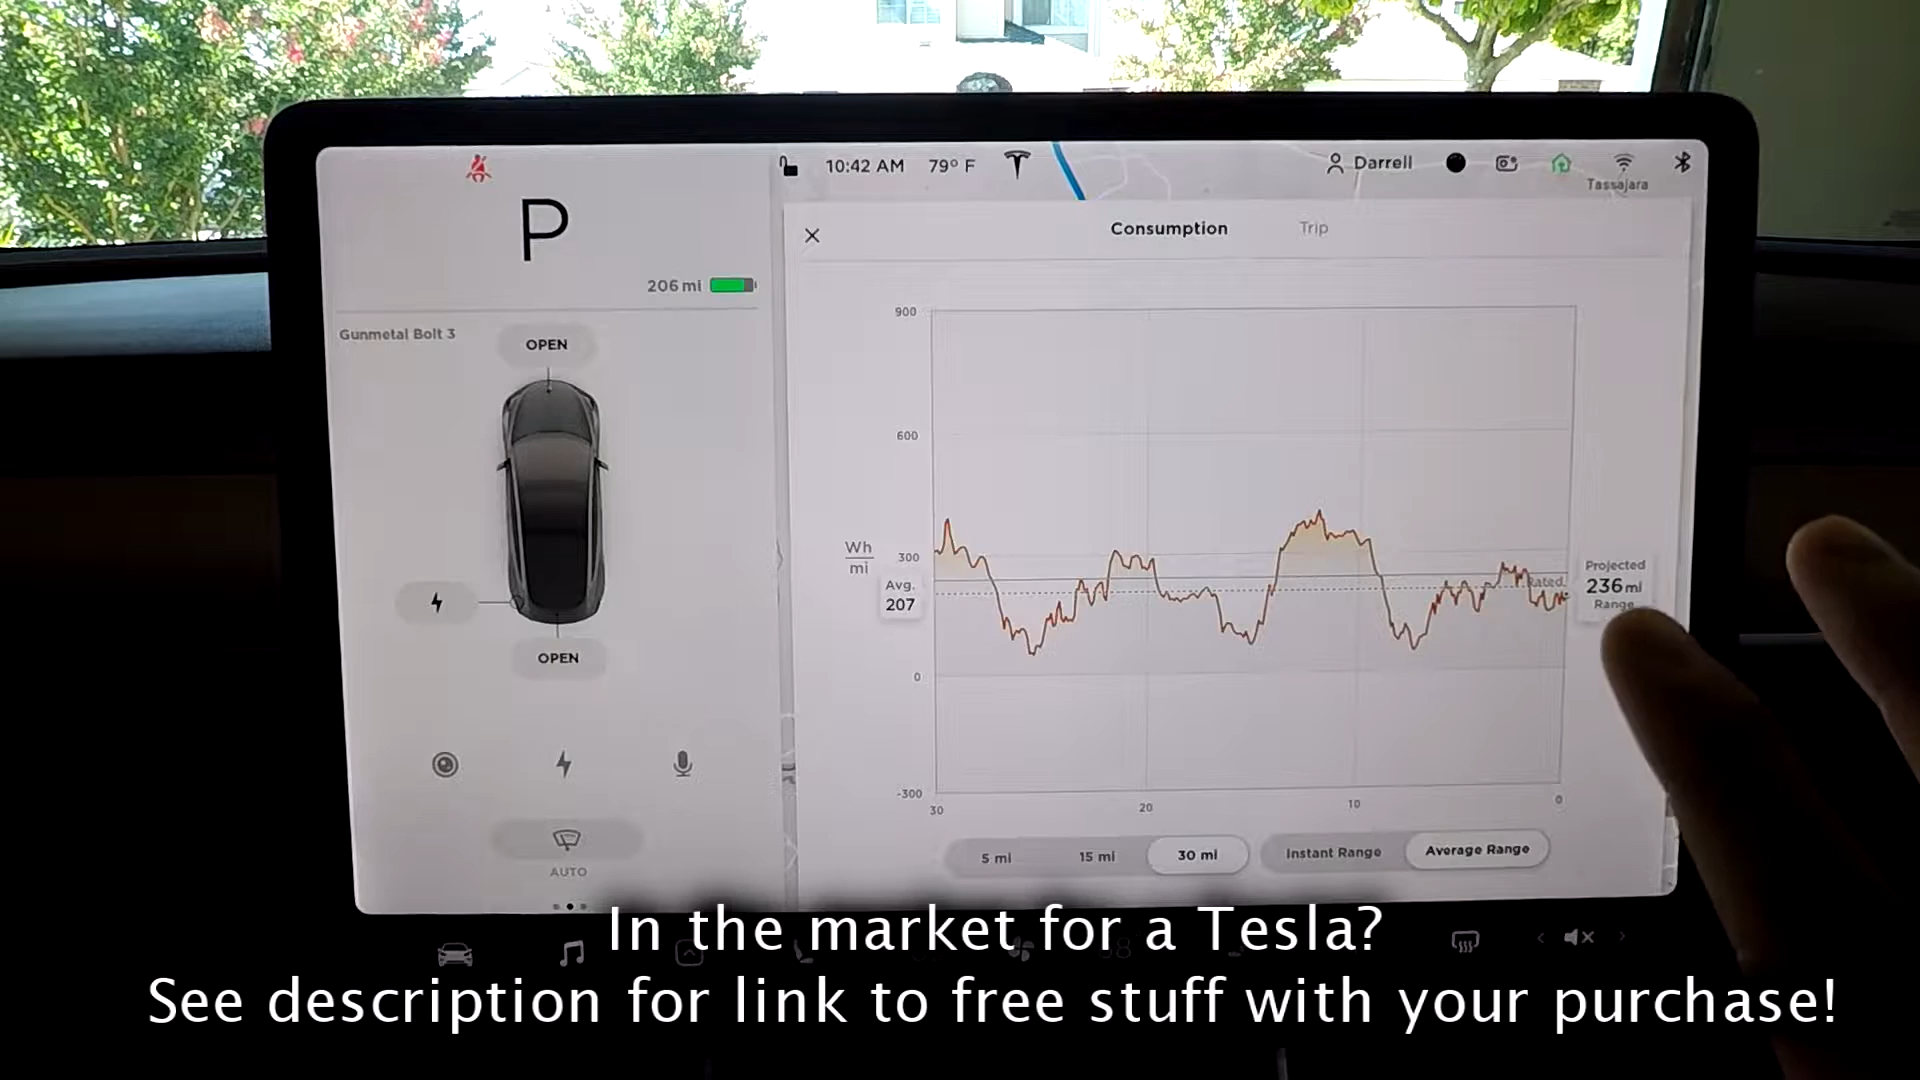 10:42 AM 79° F
Darrell
Tassajara
P
206 mi
Gunmetal Bolt 3
OPEN
OPEN
AUTO
Consumption Trip
900
600
300
0
-300
Wh
mi
Avg.
207
Rated
Projected
236 mi
Range
30 20 10 0
5 mi 15 mi 30 mi Instant Range Average Range
In the market for a Tesla?
See description for link to free stuff with your purchase!